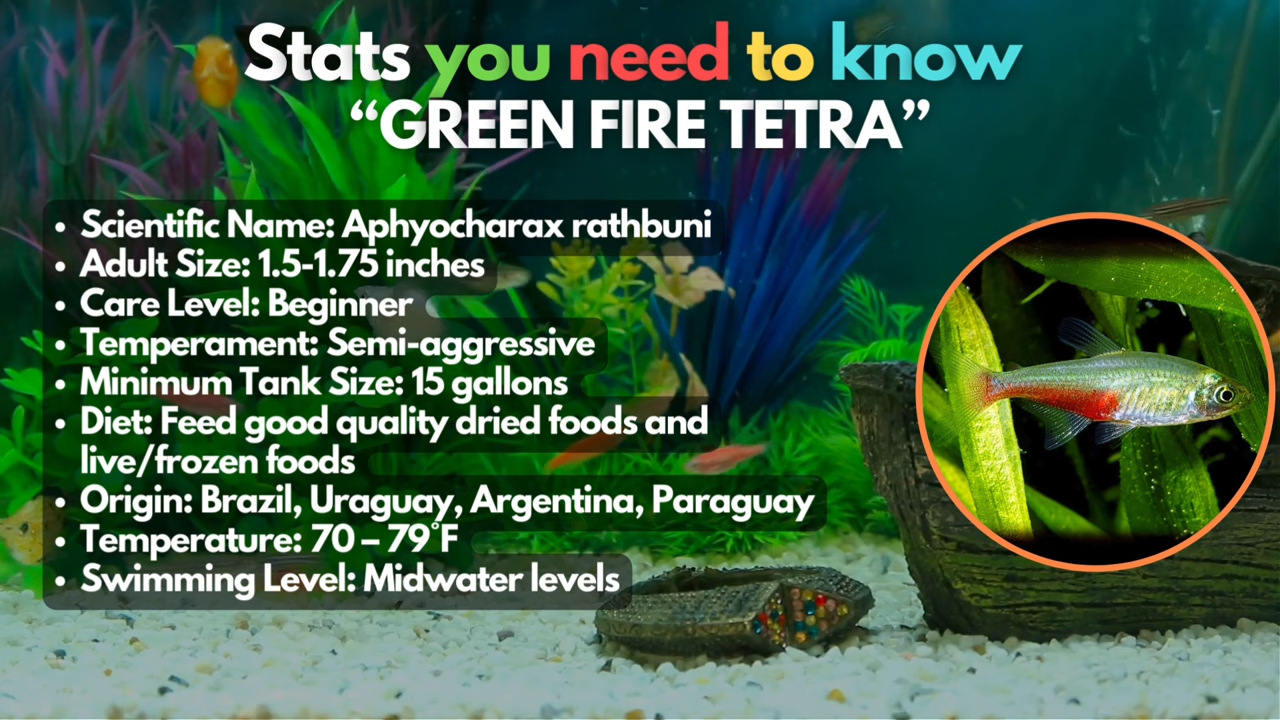 Stats you need to know
“GREEN FIRE TETRA”
• Scientific Name: Aphyocharax rathbuni
• Adult Size: 1.5-1.75 inches
• Care Level: Beginner
• Temperament: Semi-aggressive
• Minimum Tank Size: 15 gallons
• Diet: Feed good quality dried foods and
live/frozen foods
• Origin: Brazil, Uraguay, Argentina, Paraguay
• Temperature: 70 – 79°F
• Swimming Level: Midwater levels